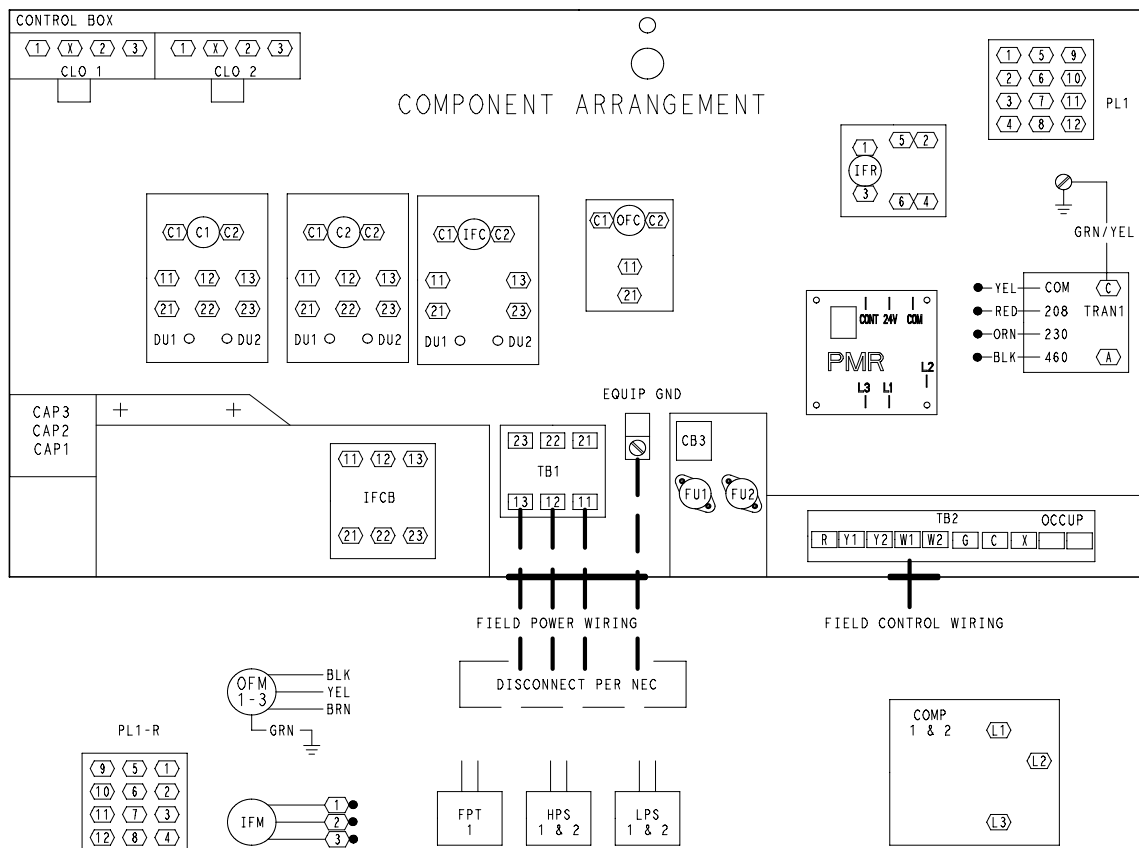 CONTROL BOX
1 X 2 3
CLO 1
1 X 2 3
CLO 2
COMPONENT ARRANGEMENT
1 5 9
2 6 10
3 7 11
4 8 12
PL1
1 5 2
IFR
3 6 4
GRN/YEL
C1 C1 C2
11 12 13
21 22 23
DU1 DU2
C1 C2 C2
11 12 13
21 22 23
DU1 DU2
C1 IFC C2
11 13
21 23
DU1 DU2
C1 OFC C2
11
21
CONT 24V COM
PMR
L2
L3 L1
YEL COM C
RED 208 TRAN1
ORN 230
BLK 460 A
CAP3
CAP2
CAP1
+ +
11 12 13
IFCB
21 22 23
23 22 21
TB1
13 12 11
EQUIP GND
CB3
FU1 FU2
TB2 OCCUP
R Y1 Y2 W1 W2 G C X
FIELD POWER WIRING
FIELD CONTROL WIRING
DISCONNECT PER NEC
OFM
1-3
BLK
YEL
BRN
GRN
PL1-R
9 5 1
10 6 2
11 7 3
12 8 4
IFM
1
2
3
FPT
1
HPS
1 & 2
LPS
1 & 2
COMP
1 & 2
L1
L2
L3